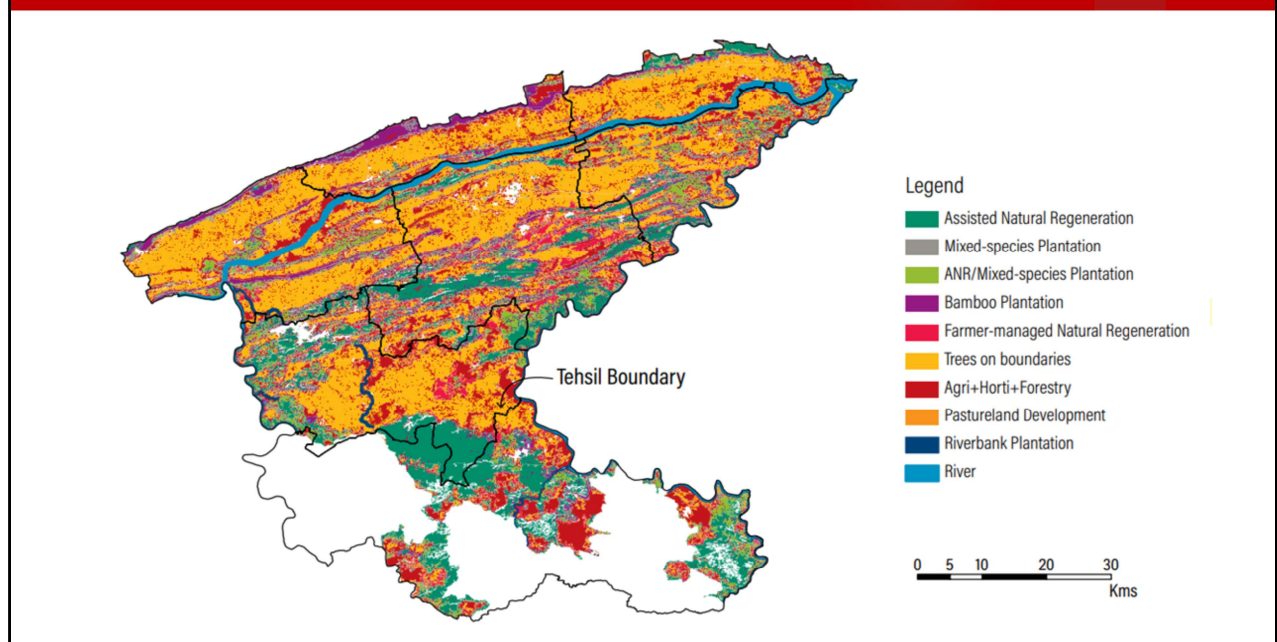 Legend
Assisted Natural Regeneration
Mixed-species Plantation
ANR/Mixed-species Plantation
Bamboo Plantation
Farmer-managed Natural Regeneration
Trees on boundaries
Tehsil Boundary
Agri+Horti+Forestry
Pastureland Development
Riverbank Plantation
River
0 5 10 20 30
Kms